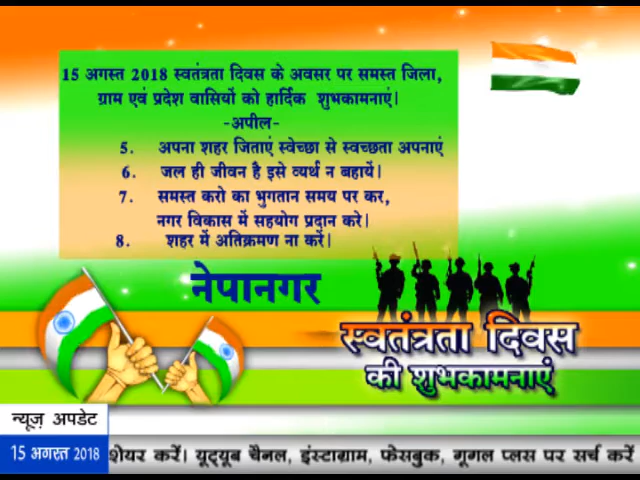 15 अगस्त 2018 स्वतंत्रता दिवस के अवसर पर समस्त जिला,
ग्राम एवं प्रदेश वासियों को हार्दिक शुभकामनाएं।
-अपील-
5. अपना शहर जिताएं स्वेच्छा से स्वच्छता अपनाएं
6. जल ही जीवन है इसे व्यर्थ न बहायें।
7. समस्त करो का भुगतान समय पर कर,
नगर विकास में सहयोग प्रदान करे।
8. शहर में अतिक्रमण ना करें।
नेपानगर
स्वतंत्रता दिवस
की शुभकामनाएं
न्यूज़ अपडेट
15 अगस्त 2018 शेयर करें। यूट्यूब चैनल, इंस्टाग्राम, फेसबुक, गूगल प्लस पर सर्च करें